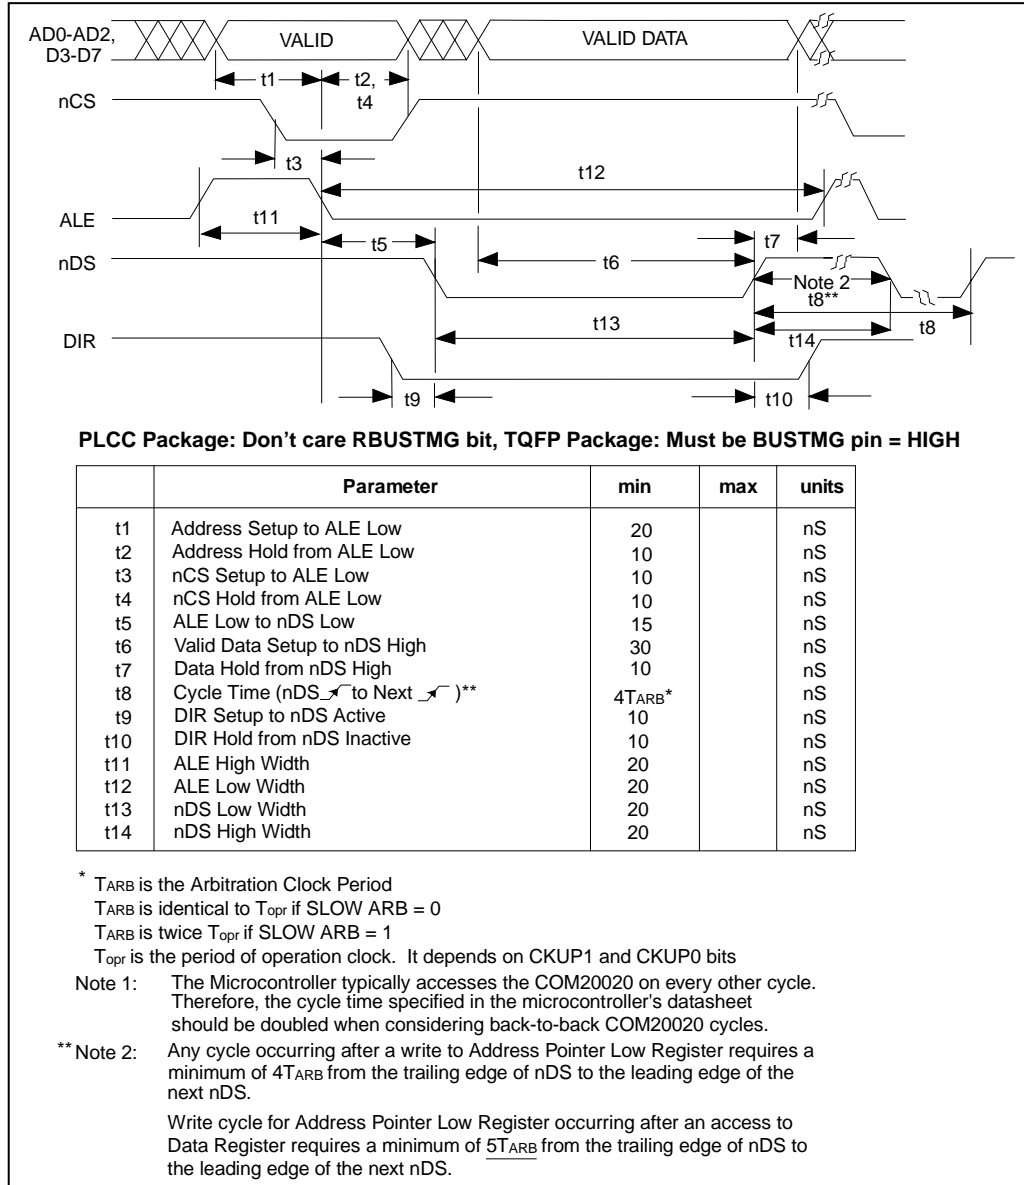 AD0-AD2,
D3-D7
VALID
VALID DATA
t1
t2,
t4
nCS
t3
t12
ALE
t11
t5
t7
nDS
t6
Note 2
t8**
t13
t8
DIR
t14
t9
t10
PLCC Package: Don't care RBUSTMG bit, TQFP Package: Must be BUSTMG pin = HIGH
Parameter min max units
t1 Address Setup to ALE Low 20 nS
t2 Address Hold from ALE Low 10 nS
t3 nCS Setup to ALE Low 10 nS
t4 nCS Hold from ALE Low 10 nS
t5 ALE Low to nDS Low 15 nS
t6 Valid Data Setup to nDS High 30 nS
t7 Data Hold from nDS High 10 nS
t8 Cycle Time (nDS to Next )** 4TARB* nS
t9 DIR Setup to nDS Active 10 nS
t10 DIR Hold from nDS Inactive 10 nS
t11 ALE High Width 20 nS
t12 ALE Low Width 20 nS
t13 nDS Low Width 20 nS
t14 nDS High Width 20 nS
* TARB is the Arbitration Clock Period
TARB is identical to Topr if SLOW ARB = 0
TARB is twice Topr if SLOW ARB = 1
Topr is the period of operation clock. It depends on CKUP1 and CKUP0 bits
Note 1: The Microcontroller typically accesses the COM20020 on every other cycle.
Therefore, the cycle time specified in the microcontroller's datasheet
should be doubled when considering back-to-back COM20020 cycles.
**Note 2: Any cycle occurring after a write to Address Pointer Low Register requires a
minimum of 4TARB from the trailing edge of nDS to the leading edge of the
next nDS.
Write cycle for Address Pointer Low Register occurring after an access to
Data Register requires a minimum of 5TARB from the trailing edge of nDS to
the leading edge of the next nDS.